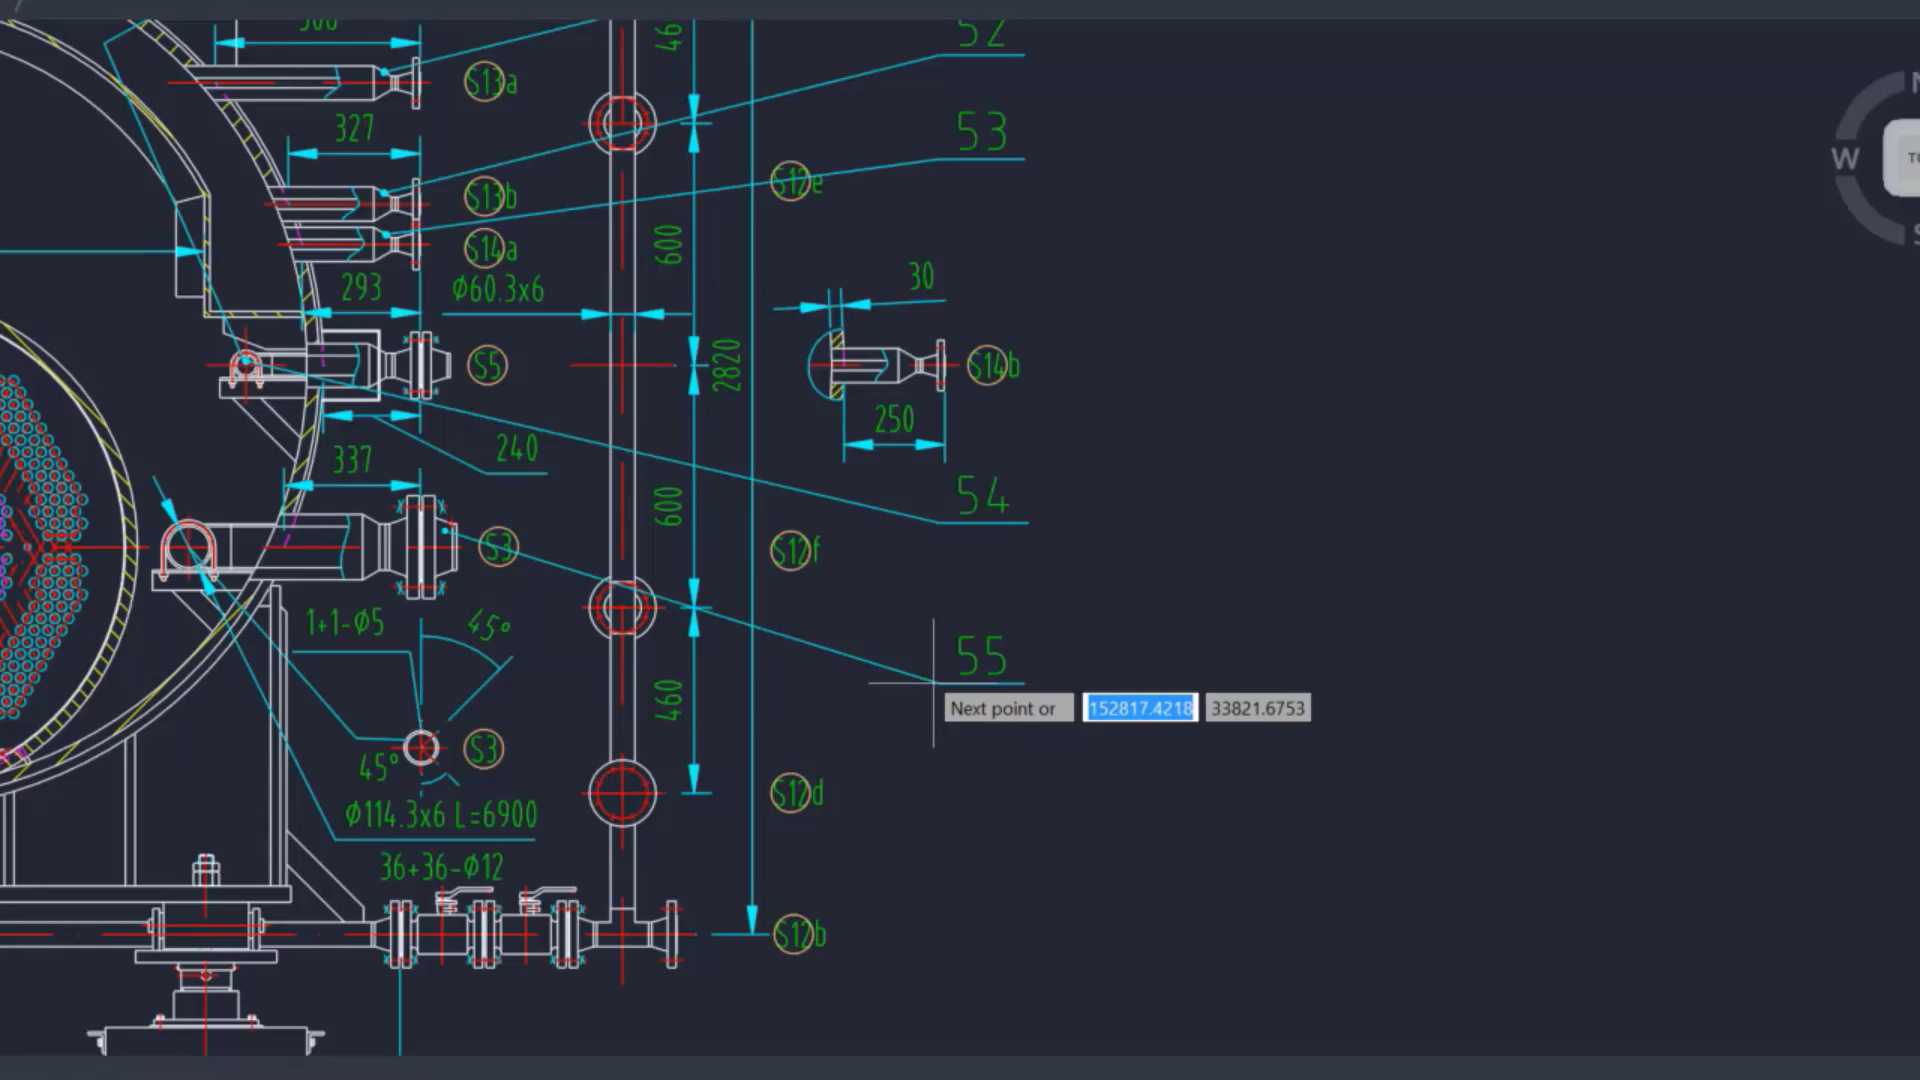 52
S13a
327
53
S13b
S12e
S14a
600
30
293
Φ60.3x6
S5
2820
S14b
250
240
337
54
600
S3
S12f
1+1-Φ5
45°
55
Next point or 152817.4218 33821.6753
460
S3
45°
S12d
Φ114.3x6 L=6900
36+36-Φ12
S12b
W